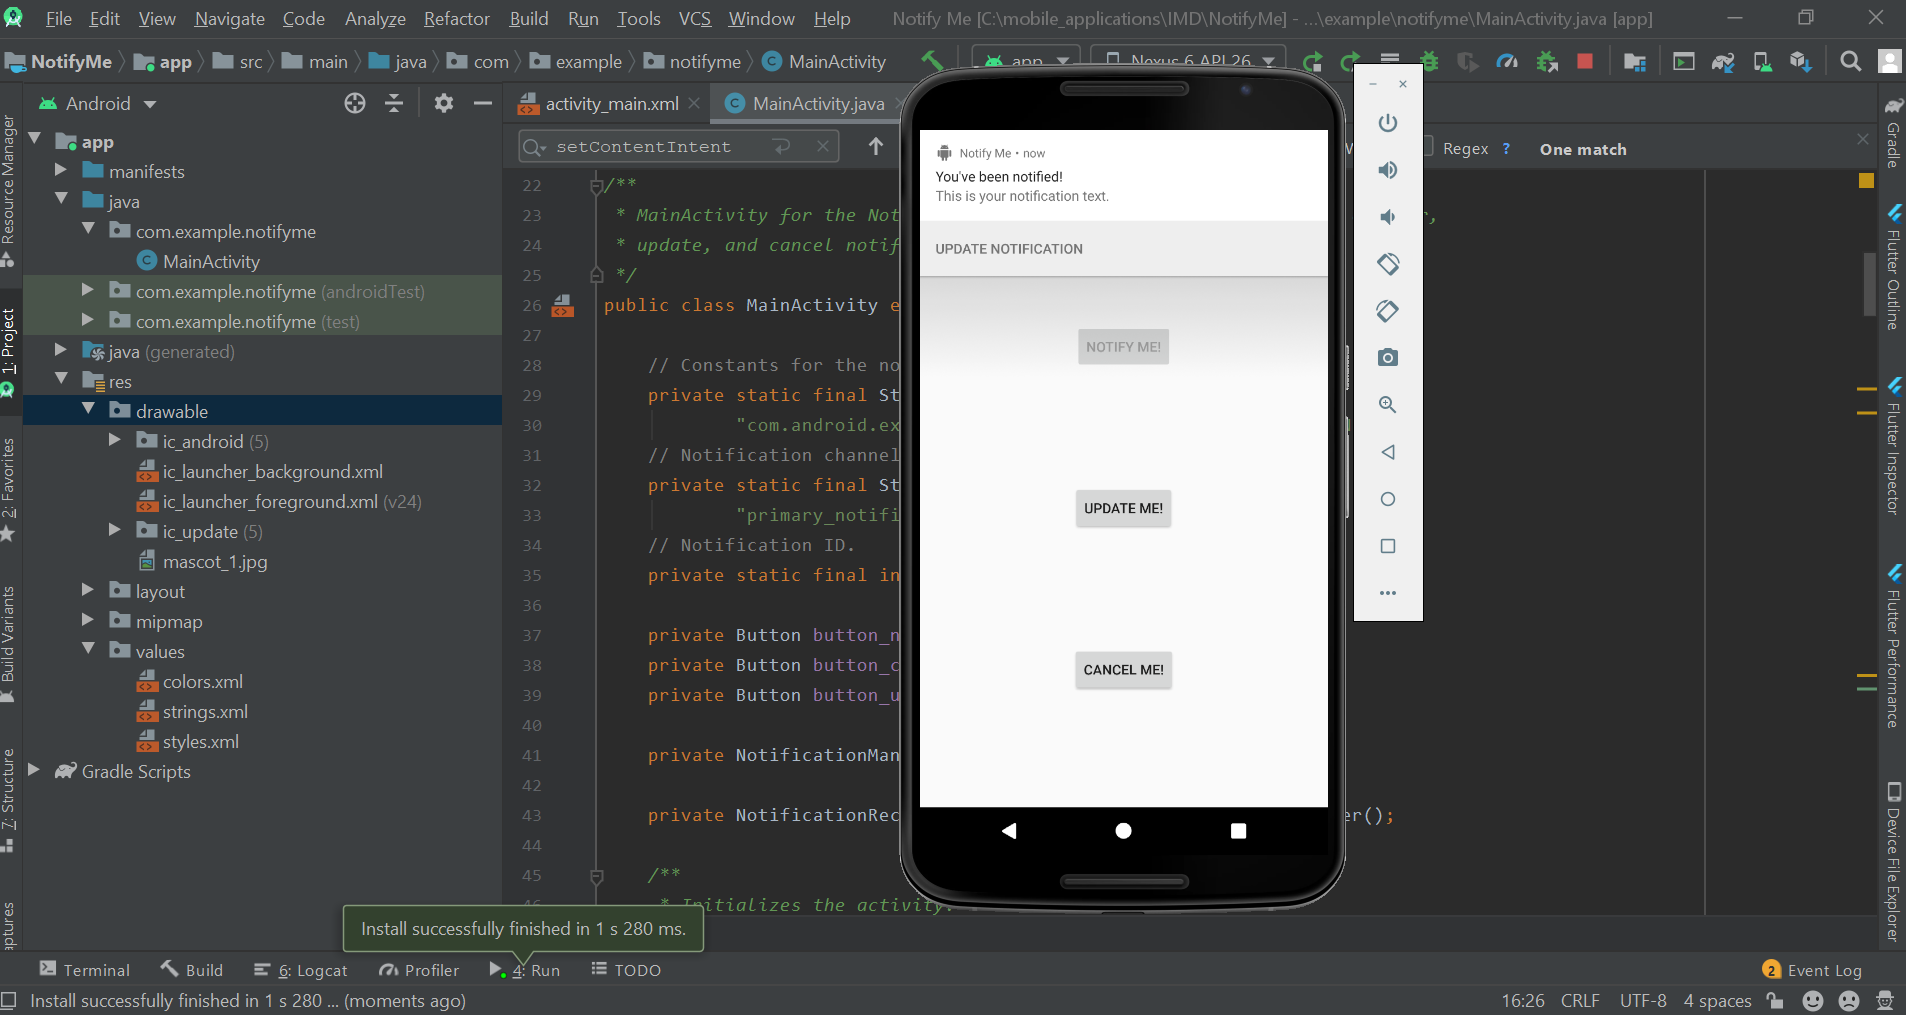 File Edit View Navigate Code Analyze Refactor Build Run Tools VCS Window Help Notify Me [C:\mobile_applications\IMD\NotifyMe] - ...\example\notifyme\MainActivity.java [app]
NotifyMe app src main java com example notifyme MainActivity app Nexus 6 API 26
Android
activity_main.xml MainActivity.java
setContentIntent Regex ? One match
app
manifests
java
com.example.notifyme
MainActivity
com.example.notifyme (androidTest)
com.example.notifyme (test)
java (generated)
res
drawable
ic_android (5)
ic_launcher_background.xml
ic_launcher_foreground.xml (v24)
ic_update (5)
mascot_1.jpg
layout
mipmap
values
colors.xml
strings.xml
styles.xml
Gradle Scripts
Resource Manager
1: Project
2: Favorites
Build Variants
7: Structure
22 /**
23 * MainActivity for the Not
24 * update, and cancel notif
25 */
26 public class MainActivity e
27
28 // Constants for the no
29 private static final St
30 "com.android.ex
31 // Notification channel
32 private static final St
33 "primary_notifi
34 // Notification ID.
35 private static final in
36
37 private Button button_n
38 private Button button_c
39 private Button button_u
40
41 private NotificationMan
42
43 private NotificationRec er();
44
45 /**
46 * Initializes the activity.
Notify Me • now
You've been notified!
This is your notification text.
UPDATE NOTIFICATION
NOTIFY ME!
UPDATE ME!
CANCEL ME!
Gradle
Flutter Outline
Flutter Inspector
Flutter Performance
Device File Explorer
Install successfully finished in 1 s 280 ms.
Terminal Build 6: Logcat Profiler 4: Run TODO 2 Event Log
Install successfully finished in 1 s 280 ... (moments ago) 16:26 CRLF UTF-8 4 spaces